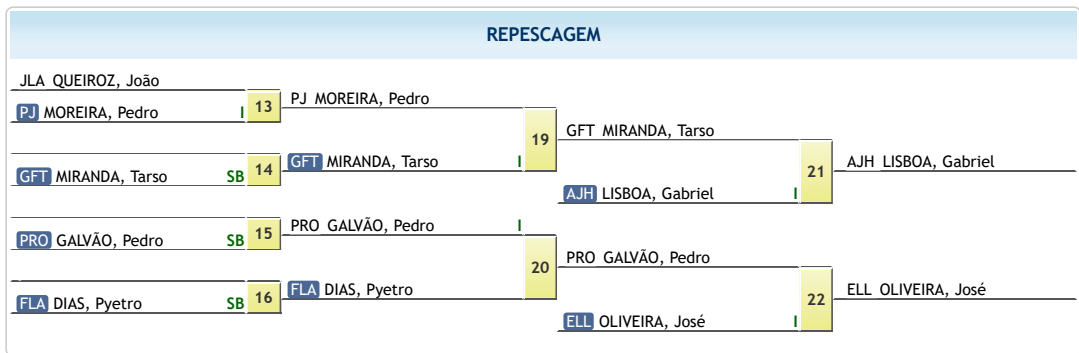 REPESCAGEM
JLA QUEIROZ, João
PJ MOREIRA, Pedro I
13
PJ MOREIRA, Pedro
GFT MIRANDA, Tarso SB
14
GFT MIRANDA, Tarso I
19
GFT MIRANDA, Tarso
AJH LISBOA, Gabriel I
21
AJH LISBOA, Gabriel
PRO GALVÃO, Pedro SB
15
PRO GALVÃO, Pedro I
FLA DIAS, Pyetro SB
16
FLA DIAS, Pyetro
20
PRO GALVÃO, Pedro
ELL OLIVEIRA, José I
22
ELL OLIVEIRA, José